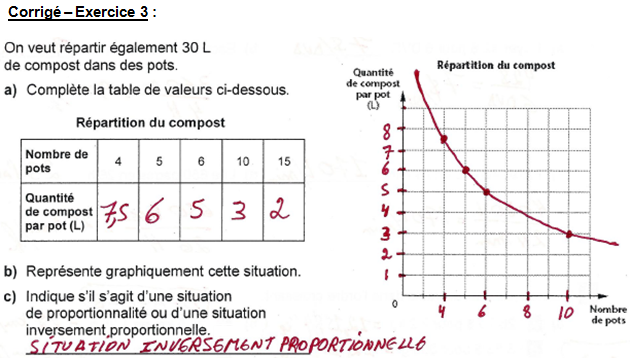 Corrigé – Exercice 3 :
On veut répartir également 30 L
de compost dans des pots.
a) Complète la table de valeurs ci-dessous.
Répartition du compost
Nombre de pots 4 5 6 10 15
Quantité de compost par pot (L) 7,5 6 5 3 2
b) Représente graphiquement cette situation.
c) Indique s'il s'agit d'une situation
de proportionnalité ou d'une situation
inversement proportionnelle.
SITUATION INVERSEMENT PROPORTIONNELLE
Répartition du compost
Quantité
de compost
par pot
(L)
8
7
6
5
4
3
2
1
0 4 6 8 10
Nombre
de pots